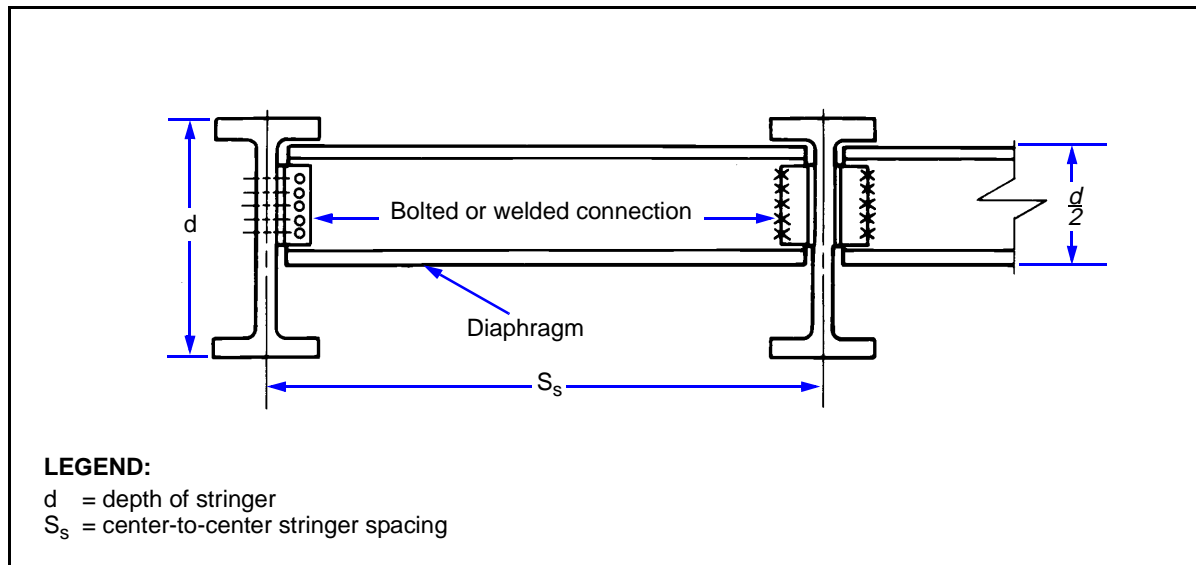 d
Bolted or welded connection
d
2
Diaphragm
Ss
LEGEND:
d = depth of stringer
Ss = center-to-center stringer spacing